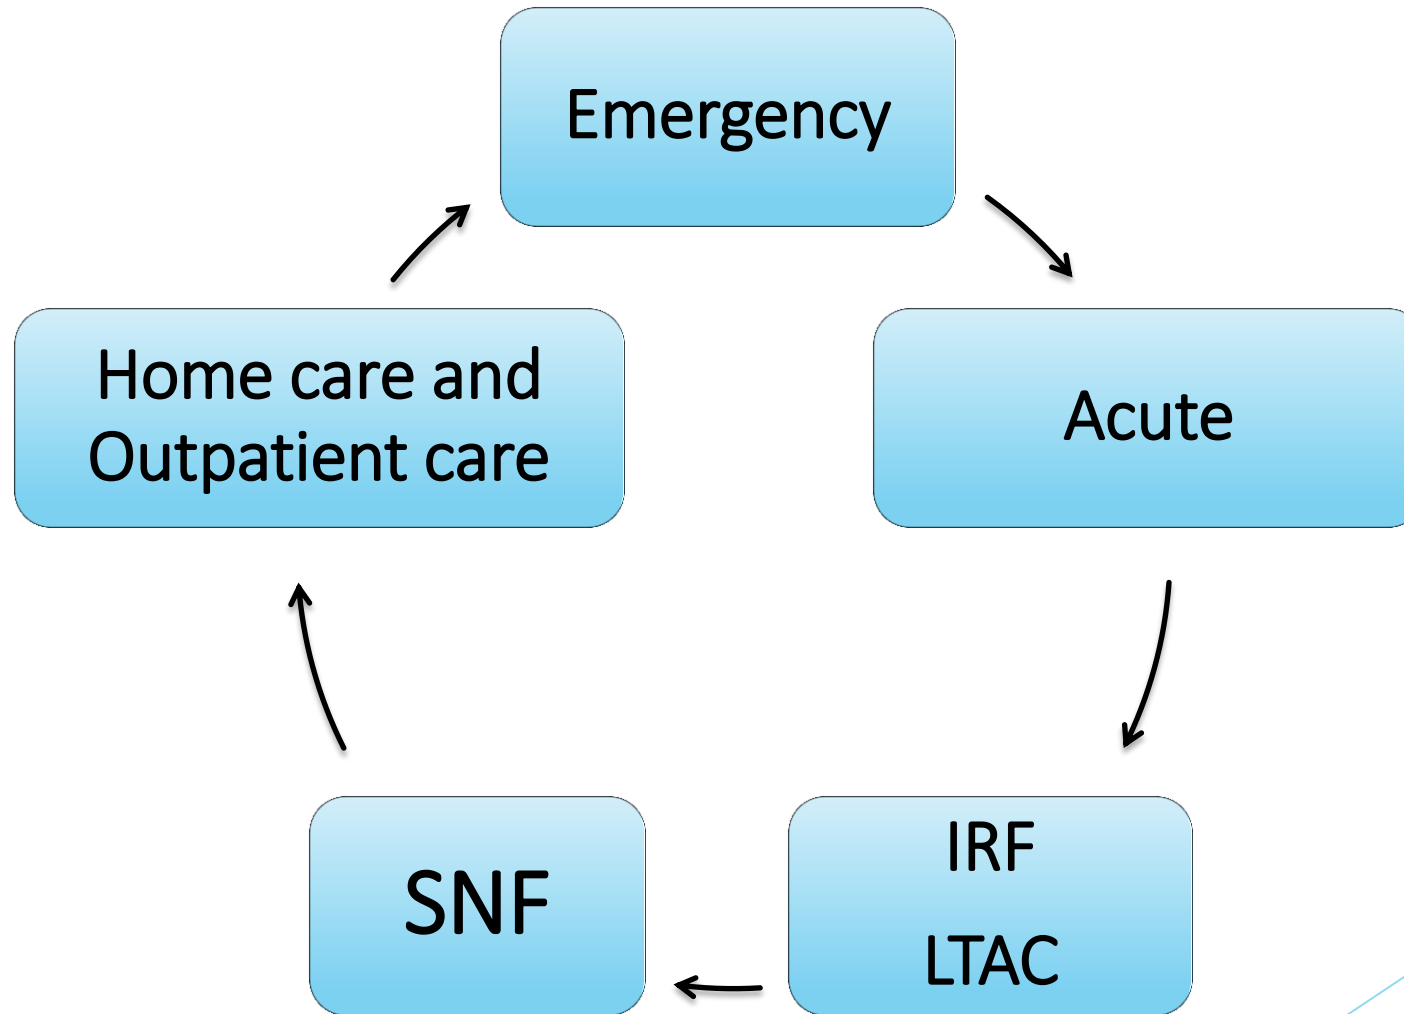 Emergency
Acute
IRF
LTAC
SNF
Home care and
Outpatient care